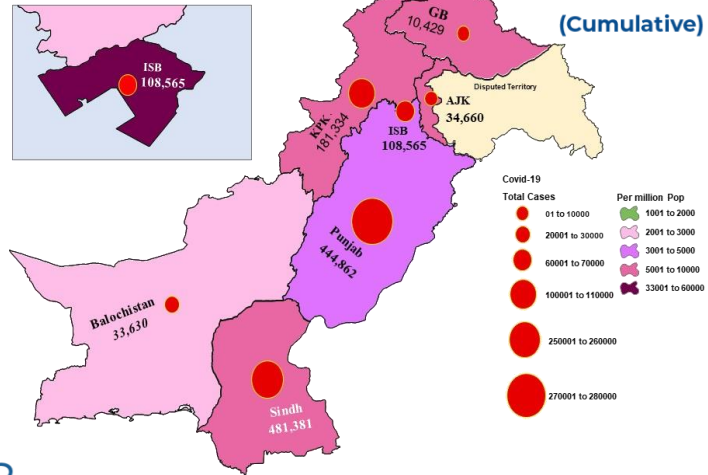 (Cumulative)
GB
10,429
ISB
108,565
Disputed Territory
AJK
34,660
KPK
181,334
ISB
108,565
Punjab
444,862
Balochistan
33,630
Sindh
481,381
Covid-19
Total Cases
01 to 10000
20001 to 30000
60001 to 70000
100001 to 110000
250001 to 260000
270001 to 280000
Per million Pop
1001 to 2000
2001 to 3000
3001 to 5000
5001 to 10000
33001 to 60000